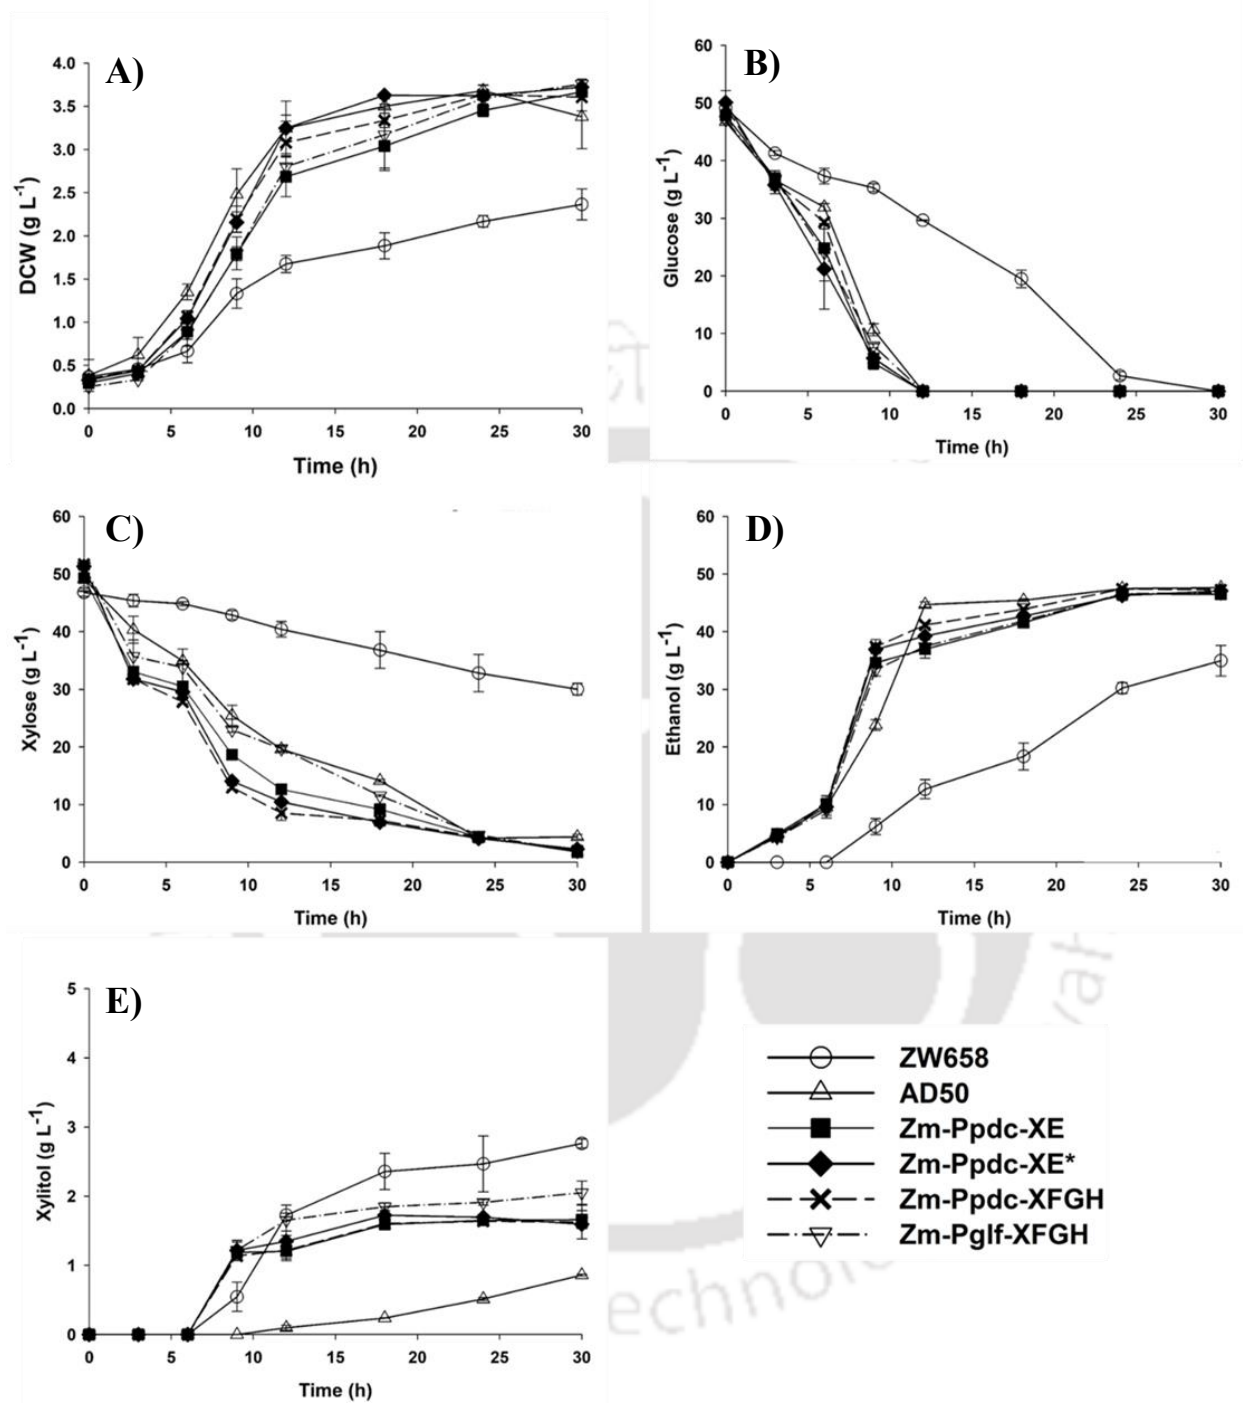 A)
4.0
3.5
3.0
2.5
2.0
1.5
1.0
0.5
0.0
DCW (g L-1)
0 5 10 15 20 25 30
Time (h)
B)
60
50
40
30
20
10
0
Glucose (g L-1)
0 5 10 15 20 25 30
Time (h)
C)
60
50
40
30
20
10
0
Xylose (g L-1)
0 5 10 15 20 25 30
Time (h)
D)
60
50
40
30
20
10
0
Ethanol (g L-1)
0 5 10 15 20 25 30
Time (h)
E)
5
4
3
2
1
0
Xylitol (g L-1)
0 5 10 15 20 25 30
Time (h)
ZW658
AD50
Zm-Ppdc-XE
Zm-Ppdc-XE*
Zm-Ppdc-XFGH
Zm-Pglf-XFGH